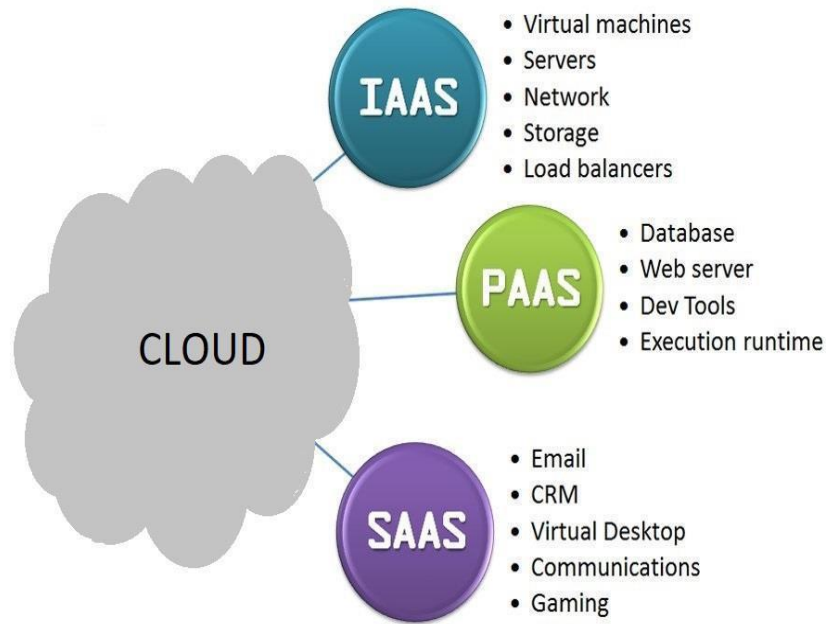 IAAS
• Virtual machines
• Servers
• Network
• Storage
• Load balancers
PAAS
• Database
• Web server
• Dev Tools
• Execution runtime
CLOUD
SAAS
• Email
• CRM
• Virtual Desktop
• Communications
• Gaming